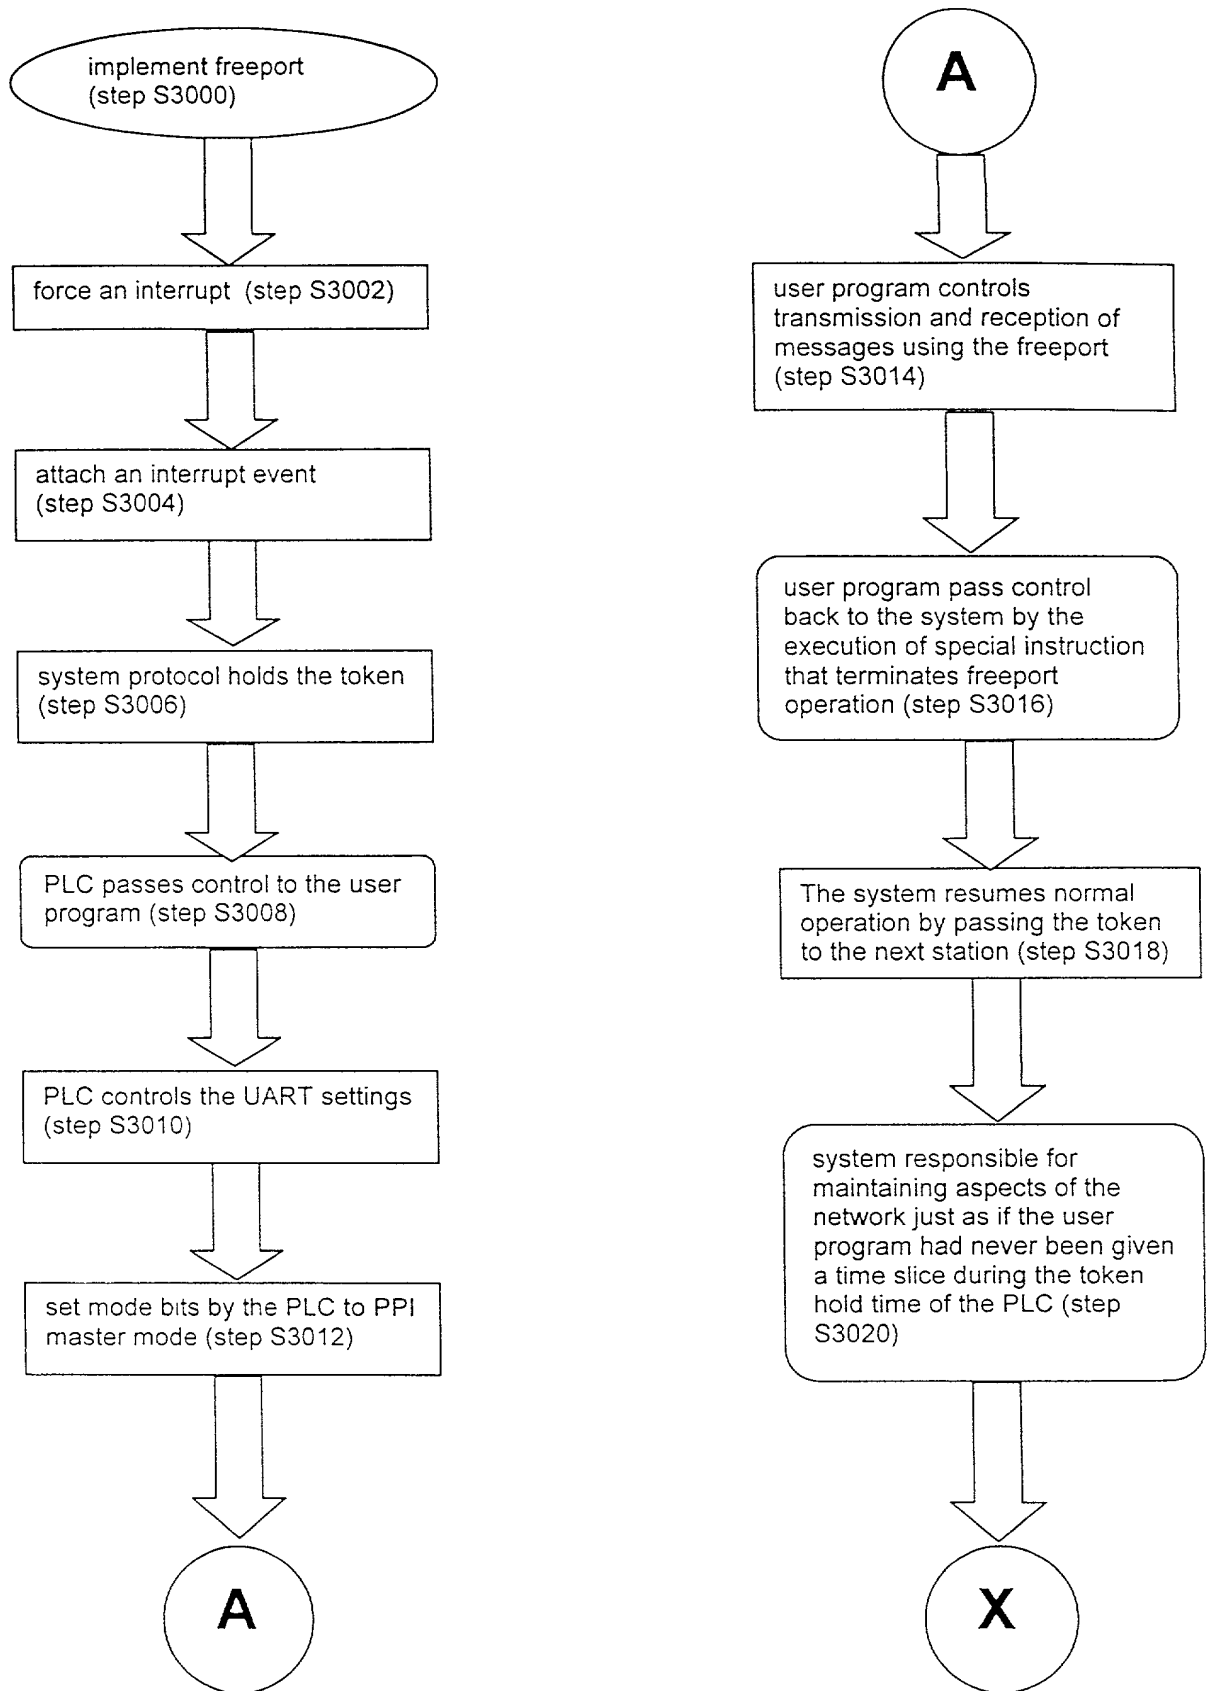 implement freeport
(step S3000)
force an interrupt (step S3002)
attach an interrupt event
(step S3004)
system protocol holds the token
(step S3006)
PLC passes control to the user
program (step S3008)
PLC controls the UART settings
(step S3010)
set mode bits by the PLC to PPI
master mode (step S3012)
A
A
user program controls
transmission and reception of
messages using the freeport
(step S3014)
user program pass control
back to the system by the
execution of special instruction
that terminates freeport
operation (step S3016)
The system resumes normal
operation by passing the token
to the next station (step S3018)
system responsible for
maintaining aspects of the
network just as if the user
program had never been given
a time slice during the token
hold time of the PLC (step
S3020)
X